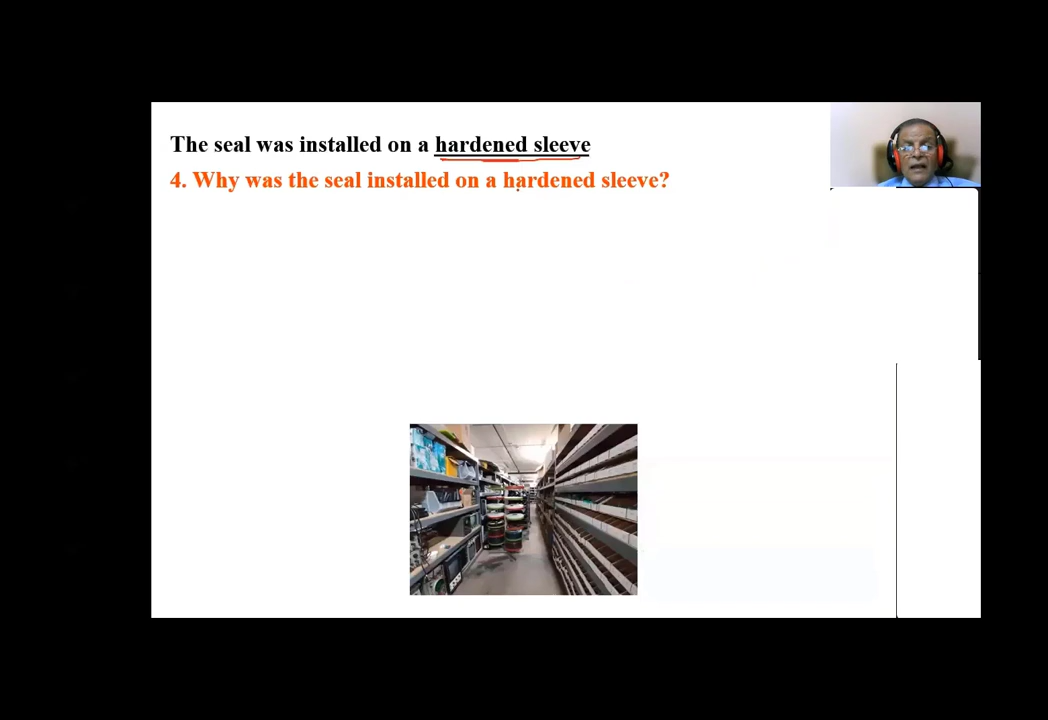 The seal was installed on a hardened sleeve
4. Why was the seal installed on a hardened sleeve?